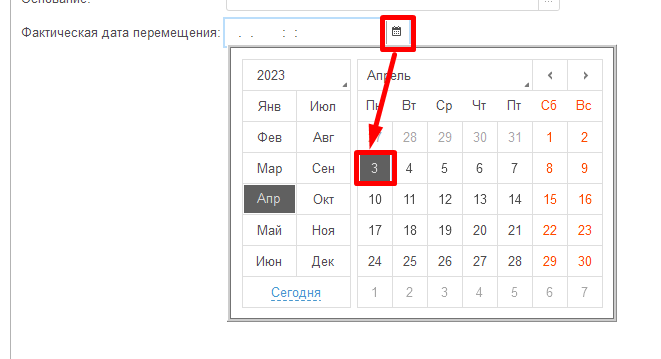 Основание:
...
Фактическая дата перемещения: . . : :
2023 Апрель < >
Янв Июл Пн Вт Ср Чт Пт Сб Вс
Фев Авг 28 29 30 31 1 2
Мар Сен 3 4 5 6 7 8 9
Апр Окт 10 11 12 13 14 15 16
Май Ноя 17 18 19 20 21 22 23
Июн Дек 24 25 26 27 28 29 30
Сегодня 1 2 3 4 5 6 7